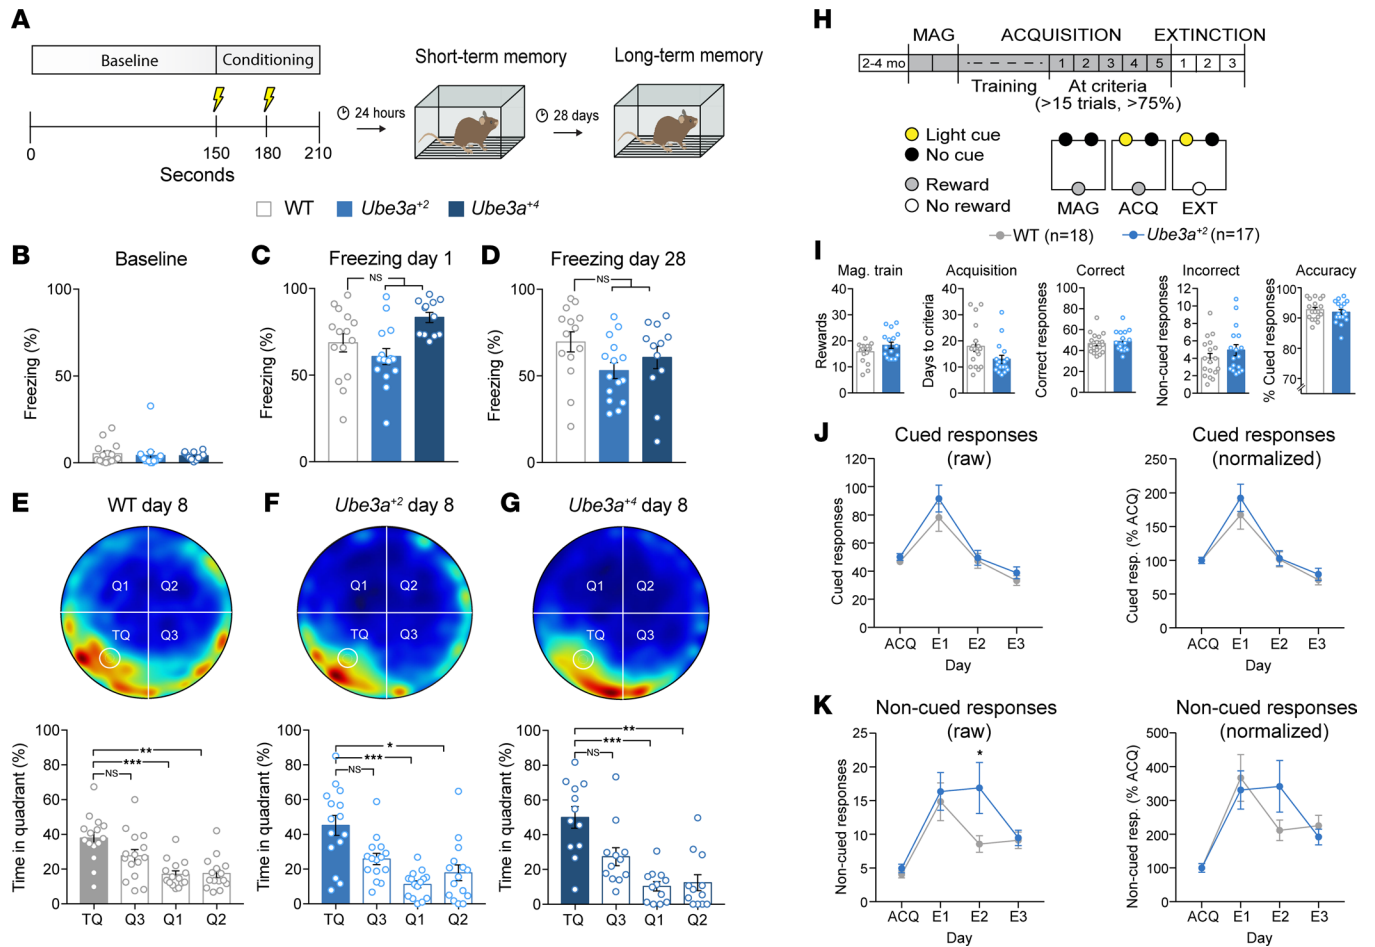 A
Baseline
Conditioning
0
150
180
210
Seconds
24 hours
Short-term memory
28 days
Long-term memory
WT
Ube3a+2
Ube3a+4
B
Baseline
Freezing (%)
100
50
0
C
Freezing day 1
NS
Freezing (%)
100
50
0
D
Freezing day 28
NS
Freezing (%)
100
50
0
E
WT day 8
Q1
Q2
TQ
Q3
Time in quadrant (%)
100
80
60
40
20
0
**
***
NS
TQ
Q3
Q1
Q2
F
Ube3a+2 day 8
Q1
Q2
TQ
Q3
Time in quadrant (%)
100
80
60
40
20
0
*
***
NS
TQ
Q3
Q1
Q2
G
Ube3a+4 day 8
Q1
Q2
TQ
Q3
Time in quadrant (%)
100
80
60
40
20
0
**
***
NS
TQ
Q3
Q1
Q2
H
MAG
ACQUISITION
EXTINCTION
2-4 mo
1
2
3
4
5
1
2
3
Training
At criteria
(>15 trials, >75%)
Light cue
No cue
Reward
No reward
MAG
ACQ
EXT
WT (n=18)
Ube3a+2 (n=17)
I
Mag. train
Rewards
40
30
20
10
0
Acquisition
Days to criteria
40
30
20
10
0
Correct
Correct responses
100
80
60
40
20
0
Incorrect
Non-cued responses
12
10
8
6
4
2
0
Accuracy
% Cued responses
100
90
80
70
J
Cued responses
(raw)
Cued responses
120
100
80
60
40
20
0
ACQ
E1
E2
E3
Day
Cued responses
(normalized)
Cued resp. (% ACQ)
250
200
150
100
50
0
ACQ
E1
E2
E3
Day
K
Non-cued responses
(raw)
Non-cued responses
25
20
15
10
5
0
*
ACQ
E1
E2
E3
Day
Non-cued responses
(normalized)
Non-cued resp. (% ACQ)
500
400
300
200
100
0
ACQ
E1
E2
E3
Day